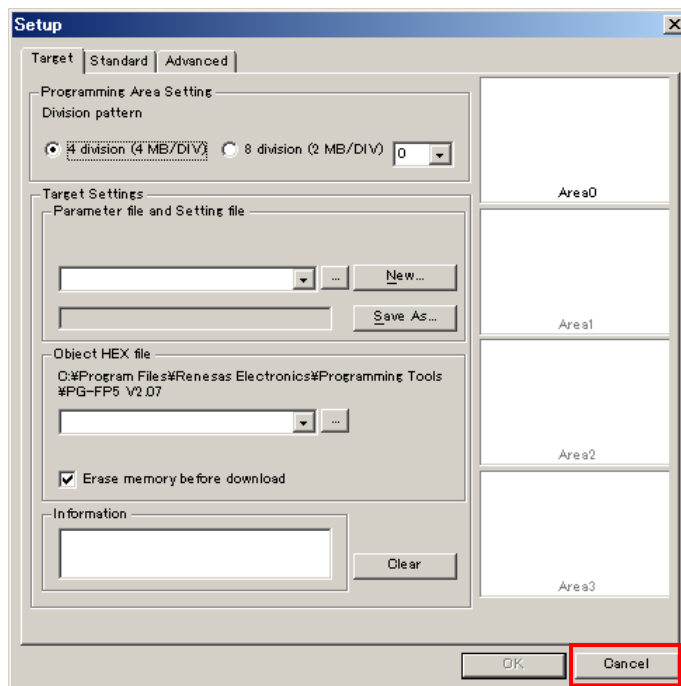 Setup
Target
Standard
Advanced
Programming Area Setting
Division pattern
4 division (4 MB/DIV)
8 division (2 MB/DIV)
0
Area0
Target Settings
Parameter file and Setting file
...
New...
Save As...
Area1
Object HEX file
C:¥Program Files¥Renesas Electronics¥Programming Tools
¥PG-FP5 V2.07
...
Area2
Erase memory before download
Information
Clear
Area3
OK
Cancel